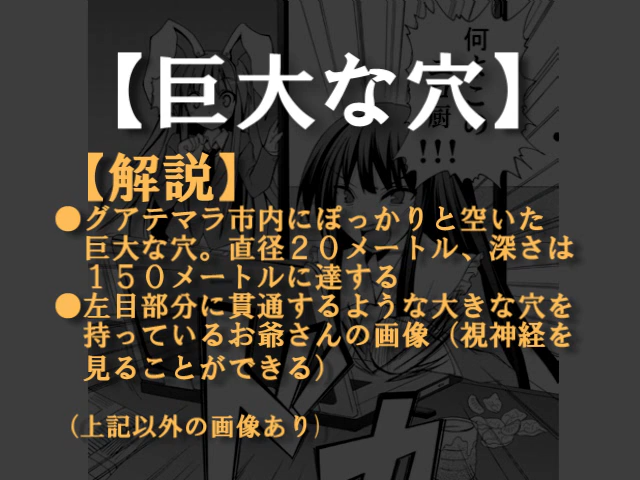 【巨大な穴】
【解説】
●グアテマラ市内にぽっかりと空いた
巨大な穴。直径２０メートル、深さは
１５０メートルに達する
●左目部分に貫通するような大きな穴を
持っているお爺さんの画像（視神経を
見ることができる）
（上記以外の画像あり）
何よこの
厨
!!!